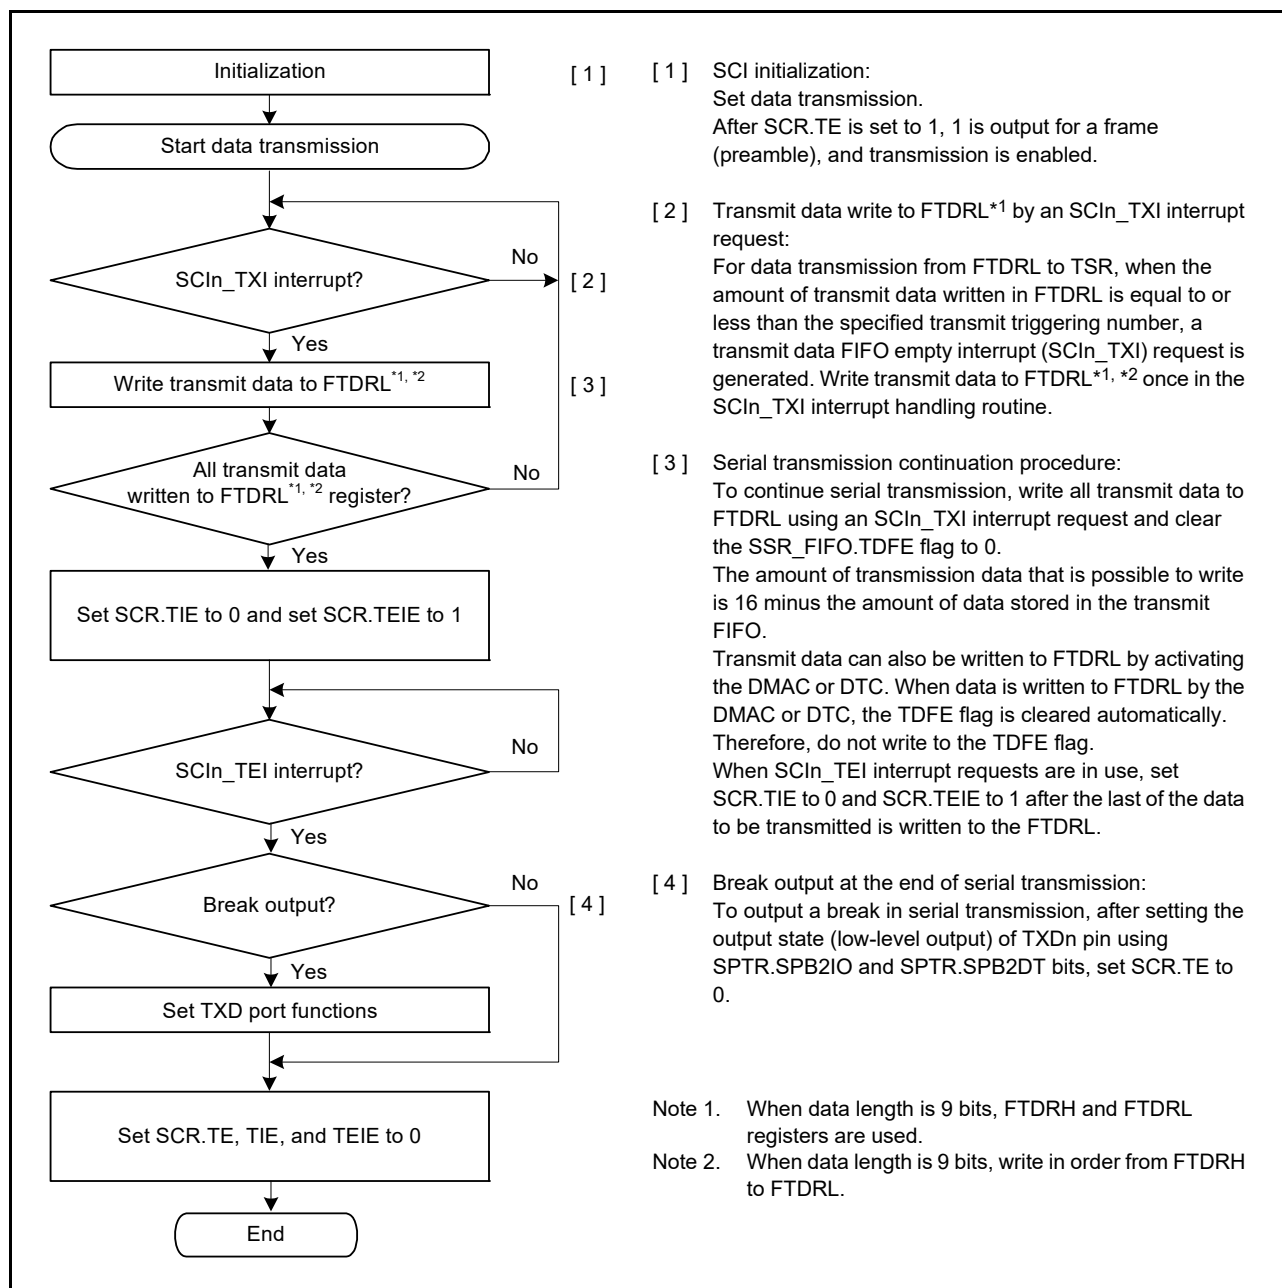 Initialization
[ 1 ]
Start data transmission
SCIn_TXI interrupt?
No
[ 2 ]
Yes
Write transmit data to FTDRL*1, *2
[ 3 ]
All transmit data
written to FTDRL*1, *2 register?
No
Yes
Set SCR.TIE to 0 and set SCR.TEIE to 1
SCIn_TEI interrupt?
No
Yes
Break output?
No
[ 4 ]
Yes
Set TXD port functions
Set SCR.TE, TIE, and TEIE to 0
End
[ 1 ] SCI initialization:
Set data transmission.
After SCR.TE is set to 1, 1 is output for a frame
(preamble), and transmission is enabled.
[ 2 ] Transmit data write to FTDRL*1 by an SCIn_TXI interrupt
request:
For data transmission from FTDRL to TSR, when the
amount of transmit data written in FTDRL is equal to or
less than the specified transmit triggering number, a
transmit data FIFO empty interrupt (SCIn_TXI) request is
generated. Write transmit data to FTDRL*1, *2 once in the
SCIn_TXI interrupt handling routine.
[ 3 ] Serial transmission continuation procedure:
To continue serial transmission, write all transmit data to
FTDRL using an SCIn_TXI interrupt request and clear
the SSR_FIFO.TDFE flag to 0.
The amount of transmission data that is possible to write
is 16 minus the amount of data stored in the transmit
FIFO.
Transmit data can also be written to FTDRL by activating
the DMAC or DTC. When data is written to FTDRL by the
DMAC or DTC, the TDFE flag is cleared automatically.
Therefore, do not write to the TDFE flag.
When SCIn_TEI interrupt requests are in use, set
SCR.TIE to 0 and SCR.TEIE to 1 after the last of the data
to be transmitted is written to the FTDRL.
[ 4 ] Break output at the end of serial transmission:
To output a break in serial transmission, after setting the
output state (low-level output) of TXDn pin using
SPTR.SPB2IO and SPTR.SPB2DT bits, set SCR.TE to
0.
Note 1. When data length is 9 bits, FTDRH and FTDRL
registers are used.
Note 2. When data length is 9 bits, write in order from FTDRH
to FTDRL.